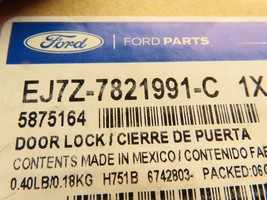 Ford
FORD PARTS
EJ7Z-7821991-C 1X
5875164
DOOR LOCK / CIERRE DE PUERTA
CONTENTS MADE IN MEXICO / CONTENIDO FAB
0.40LB/0.18KG H751B 6742803- PACKED:06